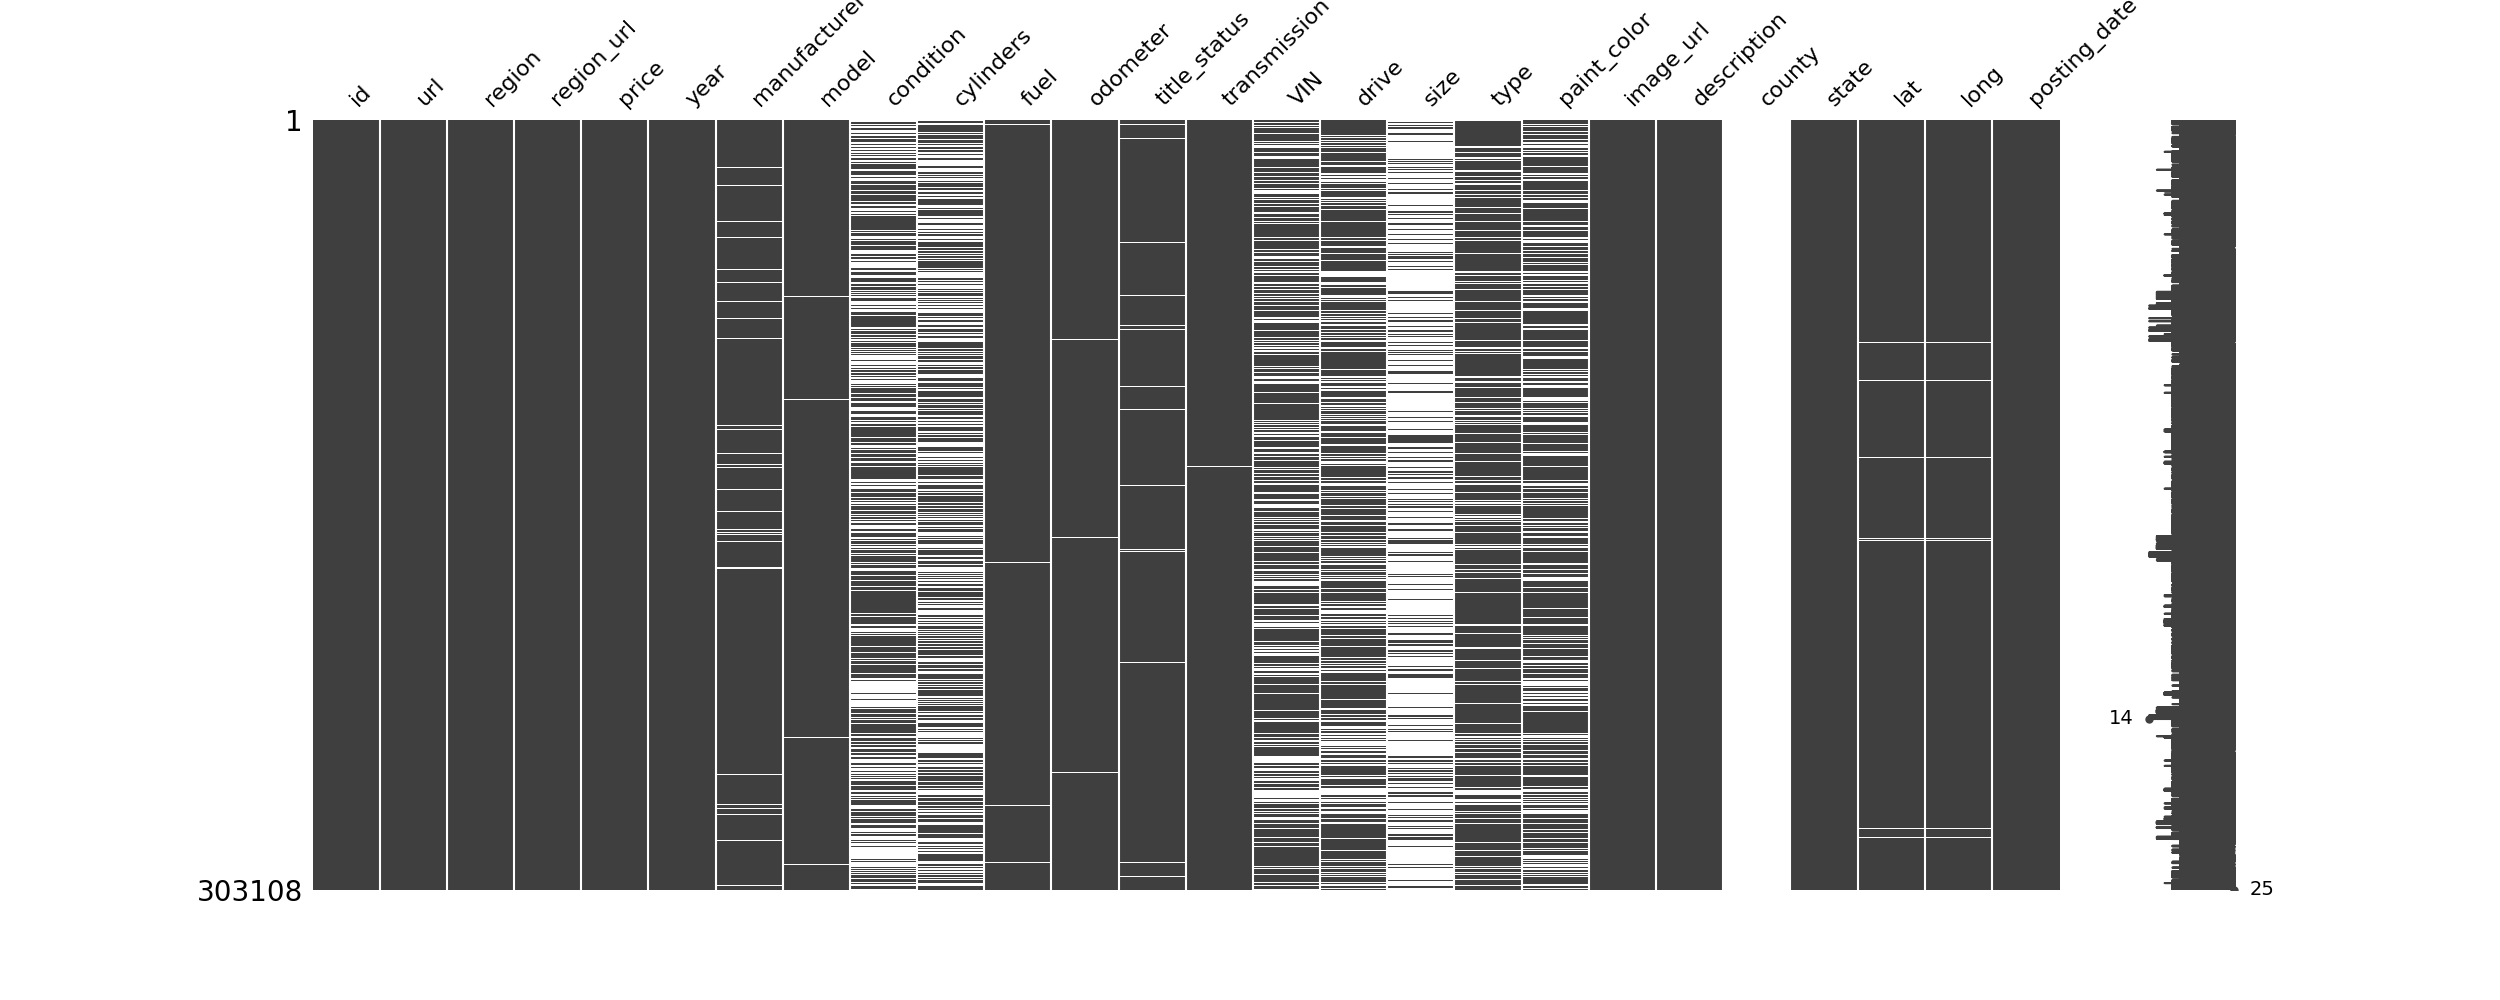 id
url
region
region_url
price
year
manufacturer
model
condition
cylinders
fuel
odometer
title_status
transmission
VIN
drive
size
type
paint_color
image_url
description
county
state
lat
long
posting_date
1
14
303108
25